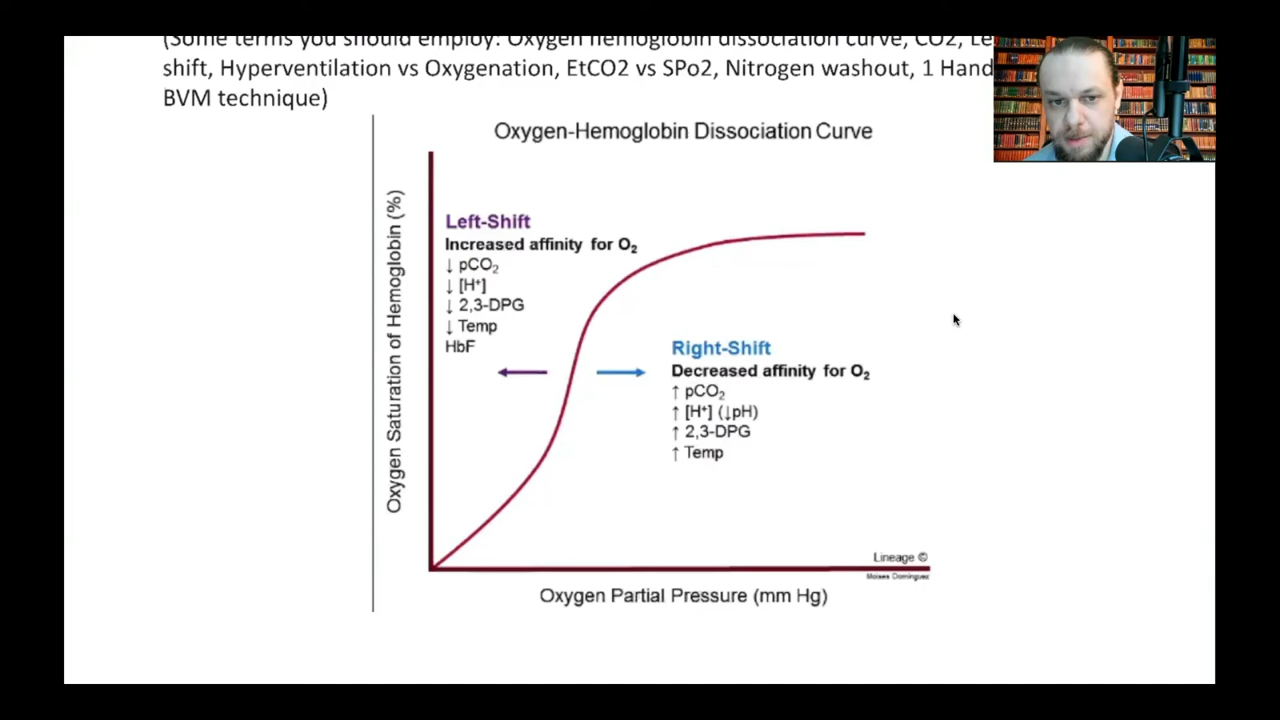 (Some terms you should employ: Oxygen hemoglobin dissociation curve, CO2,
shift, Hyperventilation vs Oxygenation, EtCO2 vs SPo2, Nitrogen washout, 1 Hand
BVM technique)
Oxygen-Hemoglobin Dissociation Curve
Oxygen Saturation of Hemoglobin (%)
Left-Shift
Increased affinity for O₂
↓ pCO₂
↓ [H⁺]
↓ 2,3-DPG
↓ Temp
HbF
Right-Shift
Decreased affinity for O₂
↑ pCO₂
↑ [H⁺] (↓pH)
↑ 2,3-DPG
↑ Temp
Lineage ©
Moises Dominguez
Oxygen Partial Pressure (mm Hg)